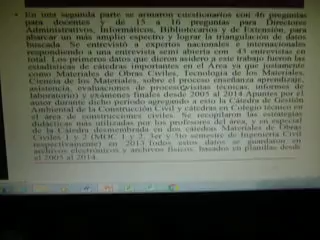 En una segunda parte se armaron cuestionarios con 46 preguntas
para docentes y de 15 a 16 preguntas para Directores
Administrativos, Informáticos, Bibliotecarios y de Extensión, para
abarcar un más amplio espectro y lograr la triangulación de datos
buscada. Se entrevistó a expertos nacionales e internacionales
respondiendo a una entrevista semi abierta con 43 entrevistas en
total. Los primeros datos que dieron asidero a este trabajo fueron las
estadísticas de cátedras importantes en el Área ya que justamente
como Materiales de Obras Civiles, Tecnología de los Materiales,
Ciencia de los Materiales, sobre el proceso enseñanza aprendizaje,
asistencia, evaluaciones de proceso(visitas técnicas, informes de
laboratorio) y exámenes finales desde 2005 al 2014 Apuntes por el
autor durante dicho período agregando a esto la Cátedra de Gestión
Ambiental de la Construcción Civil y cátedras en Colegio técnico en
el área de construcciones civiles. Se recopilaron las estrategias
didácticas más utilizadas por los profesores del área, y en especial
de la Cátedra desmembrada en dos cátedras Materiales de Obras
Civiles 1 y 2 (MOC 1 y 2, 3er y 5to semestre de Ingeniería Civil
respectivamente) en 2013 Todos estos datos se guardaron en
archivos electrónicos y archivos físicos, basados en planillas desde
el 2005 al 2014.